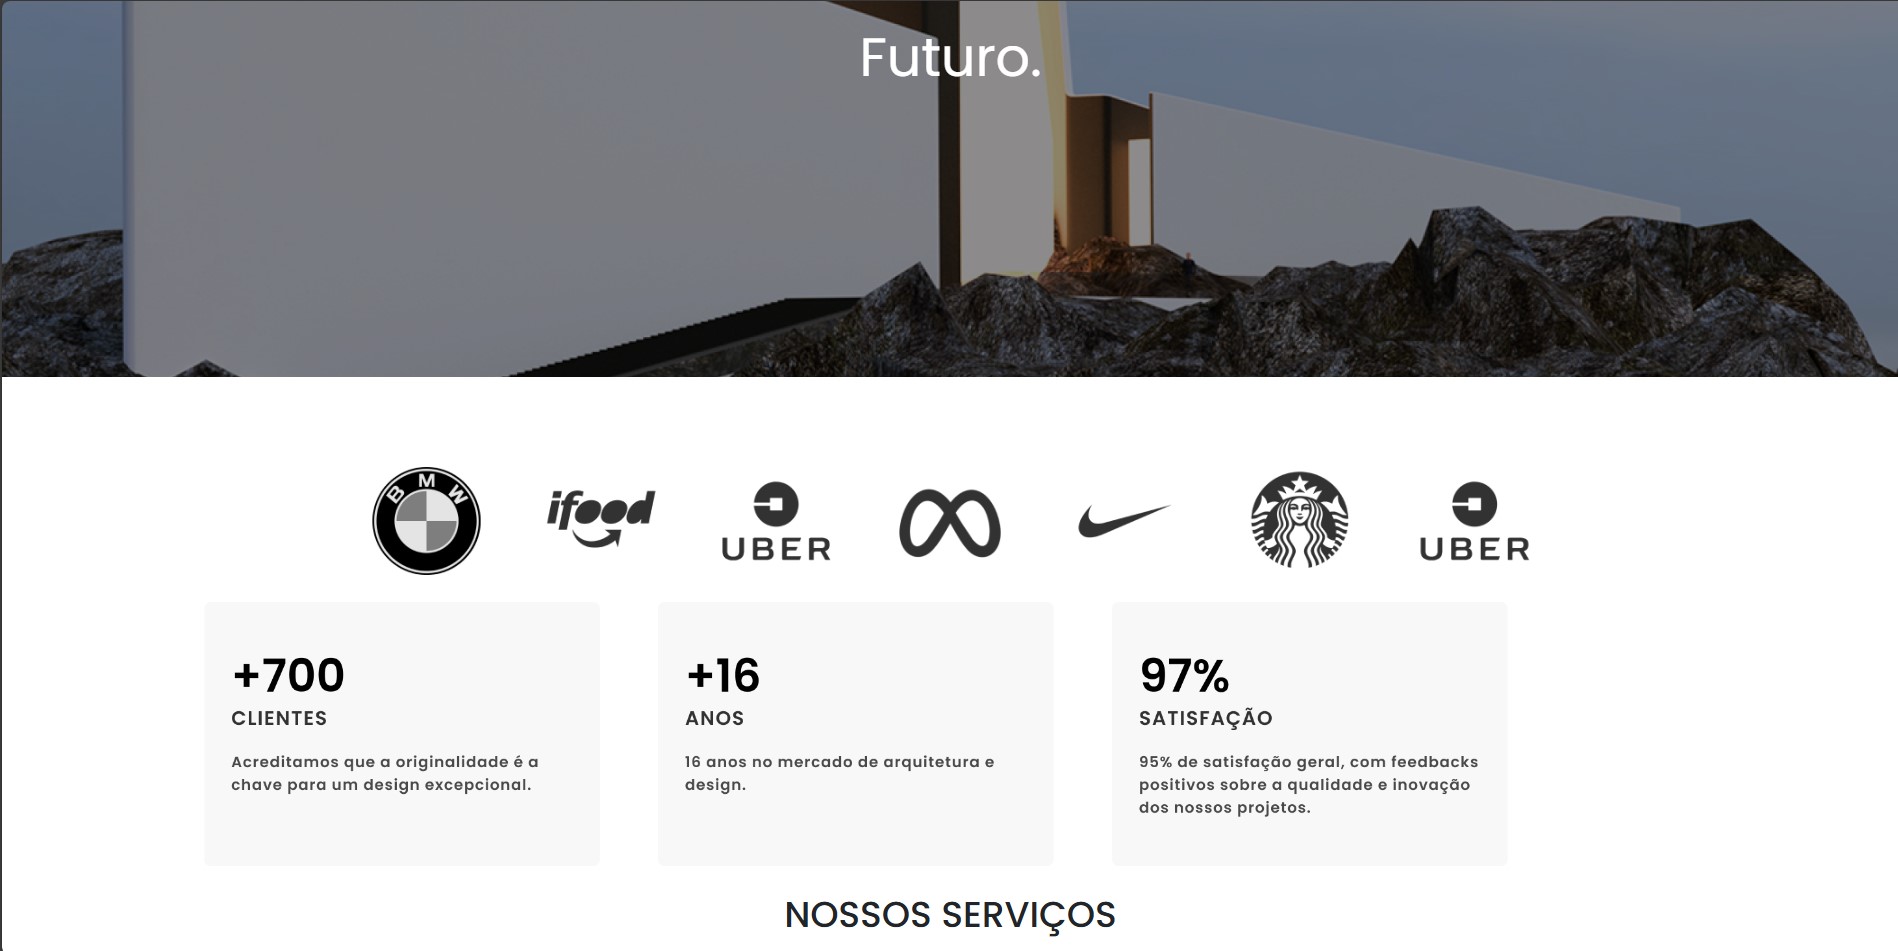 Futuro.
BMW
ifood
UBER
UBER
+700
CLIENTES
Acreditamos que a originalidade é a
chave para um design excepcional.
+16
ANOS
16 anos no mercado de arquitetura e
design.
97%
SATISFAÇÃO
95% de satisfação geral, com feedbacks
positivos sobre a qualidade e inovação
dos nossos projetos.
NOSSOS SERVIÇOS